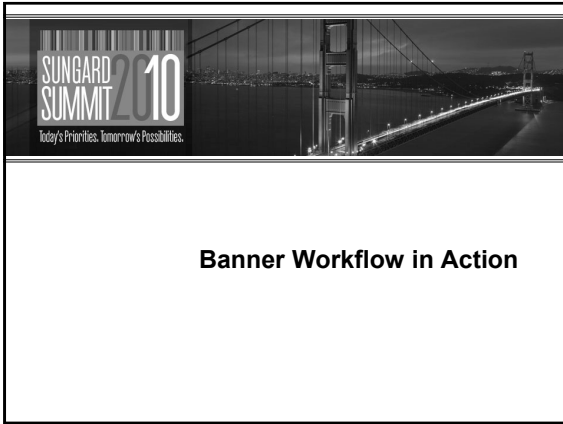 SUNGARD
SUMMIT 2010
Today's Priorities. Tomorrow's Possibilities.
Banner Workflow in Action